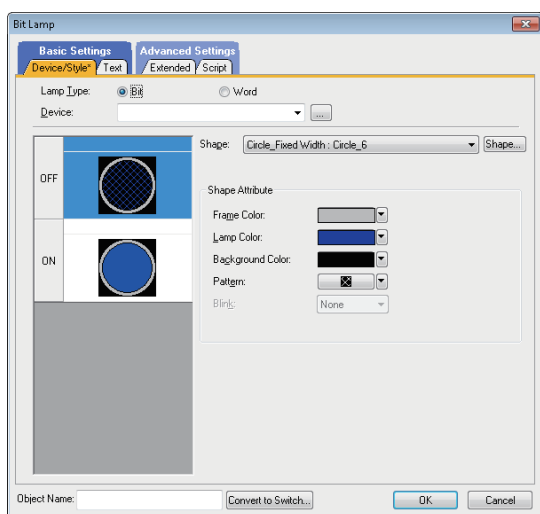 Bit Lamp
Basic Settings Advanced Settings
Device/Style* Text Extended Script
Lamp Type: Bit Word
Device: ...
Shape: Circle_Fixed Width : Circle_6 Shape...
OFF
Shape Attribute
Frame Color:
Lamp Color:
ON
Background Color:
Pattern:
Blink: None
Object Name: Convert to Switch... OK Cancel